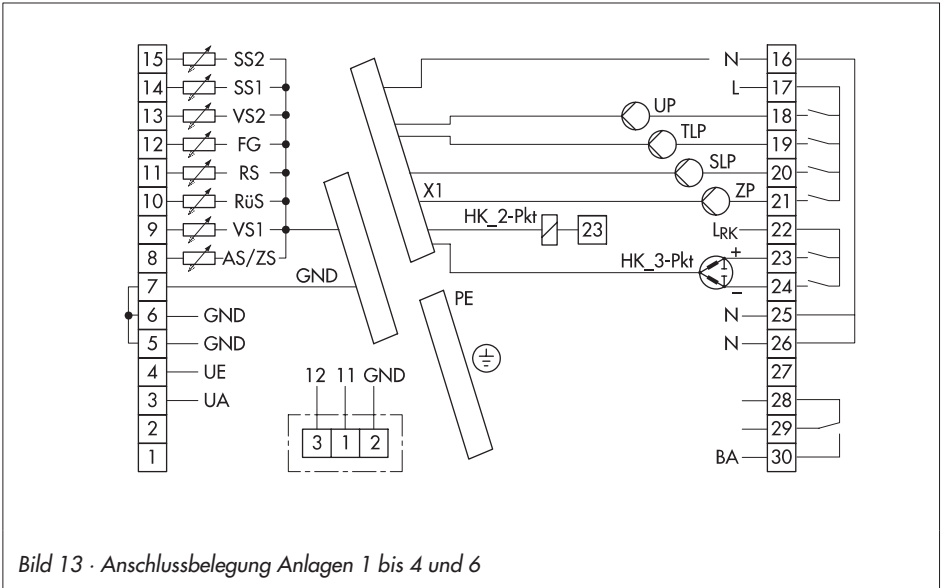 15 SS2 N 16
14 SS1 L 17
13 VS2 UP 18
12 FG TLP 19
11 RS SLP 20
10 RüS X1 ZP 21
9 VS1 HK_2-Pkt 23 LRK 22
8 AS/ZS HK_3-Pkt + 23
7 GND – 24
6 GND PE N 25
5 GND N 26
4 UE 12 11 GND 27
3 UA 28
2 3 1 2 29
1 BA 30
Bild 13 · Anschlussbelegung Anlagen 1 bis 4 und 6